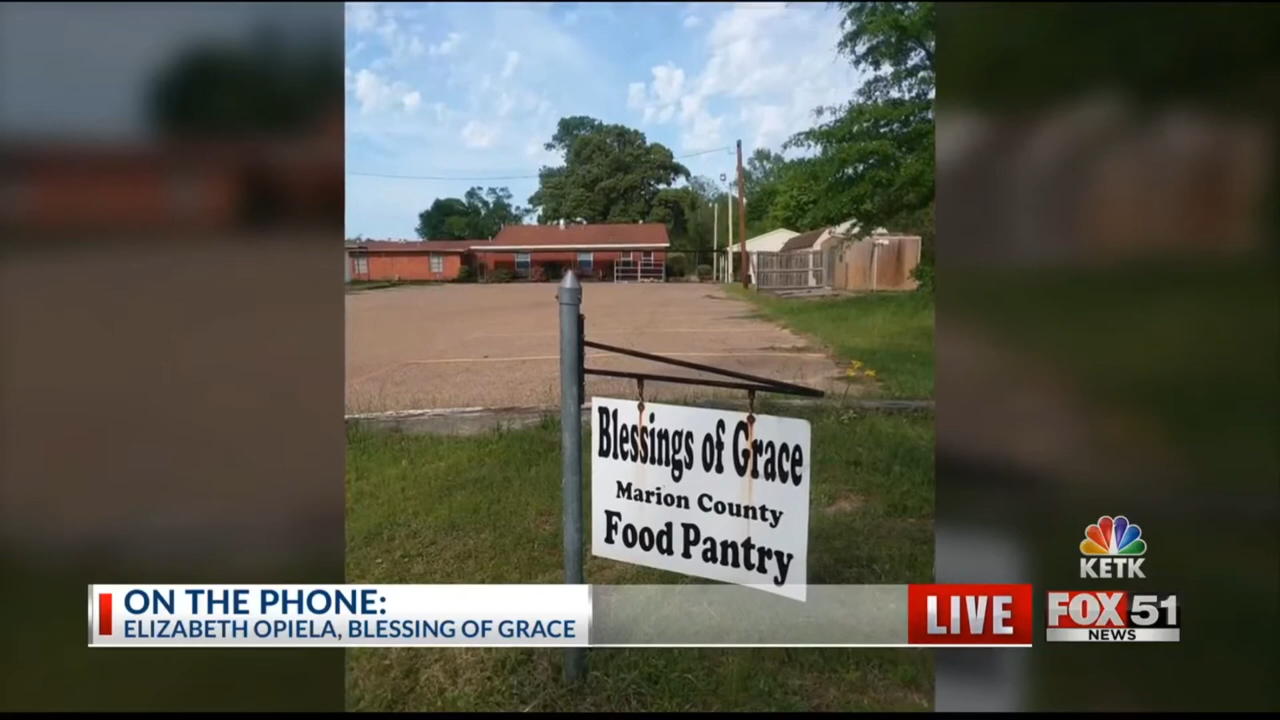 Blessings of Grace
Marion County
Food Pantry
ON THE PHONE:
ELIZABETH OPIELA, BLESSING OF GRACE
LIVE
KETK
FOX 51
NEWS